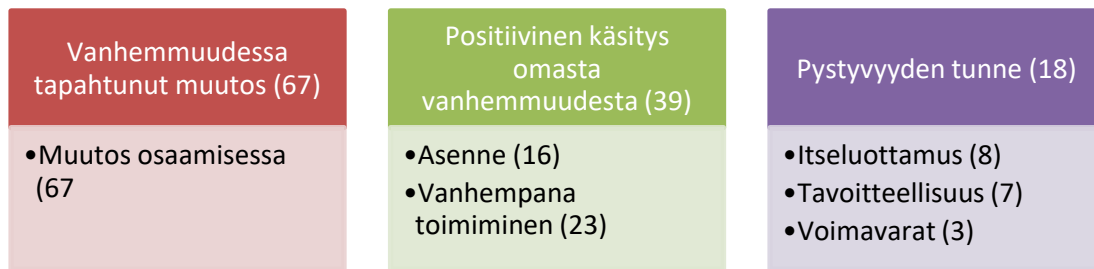 Vanhemmuudessa
tapahtunut muutos (67)
•Muutos osaamisessa
(67
Positiivinen käsitys
omasta
vanhemmuudesta (39)
•Asenne (16)
•Vanhempana
toimiminen (23)
Pystyvyyden tunne (18)
•Itseluottamus (8)
•Tavoitteellisuus (7)
•Voimavarat (3)